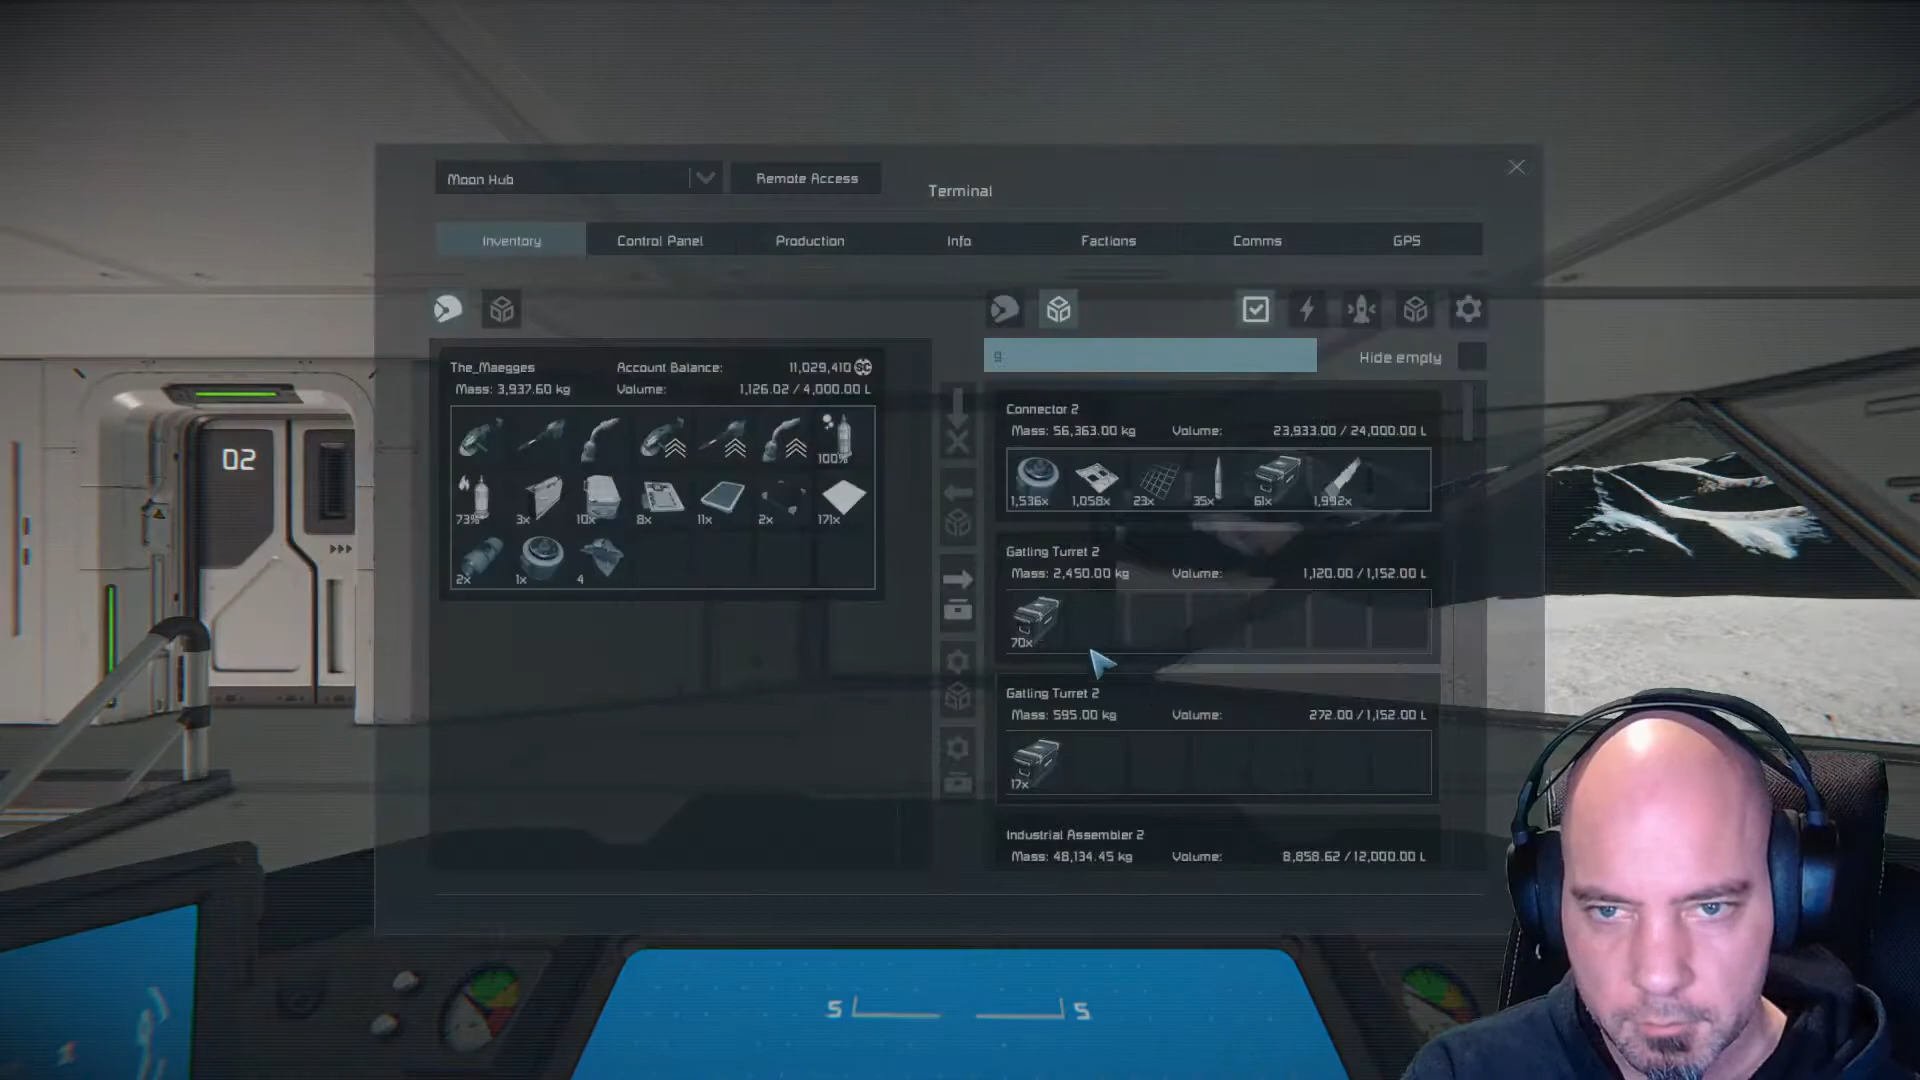 Moon Hub
Remote Access
Terminal
Inventory
Control Panel
Production
Info
Factions
Comms
GPS
g
Hide empty
The_Maegges
Account Balance:
11,029,410 SC
Mass: 3,937.60 kg
Volume:
1,126.02 / 4,000.00 L
100%
73%
3x
10x
8x
11x
2x
171x
2x
1x
4
Connector 2
Mass: 56,363.00 kg
Volume:
23,933.00 / 24,000.00 L
1,536x
1,058x
23x
35x
61x
1,992x
Gatling Turret 2
Mass: 2,450.00 kg
Volume:
1,120.00 / 1,152.00 L
70x
Gatling Turret 2
Mass: 595.00 kg
Volume:
272.00 / 1,152.00 L
17x
Industrial Assembler 2
Mass: 48,134.45 kg
Volume:
8,858.62 / 12,000.00 L
02
S
S